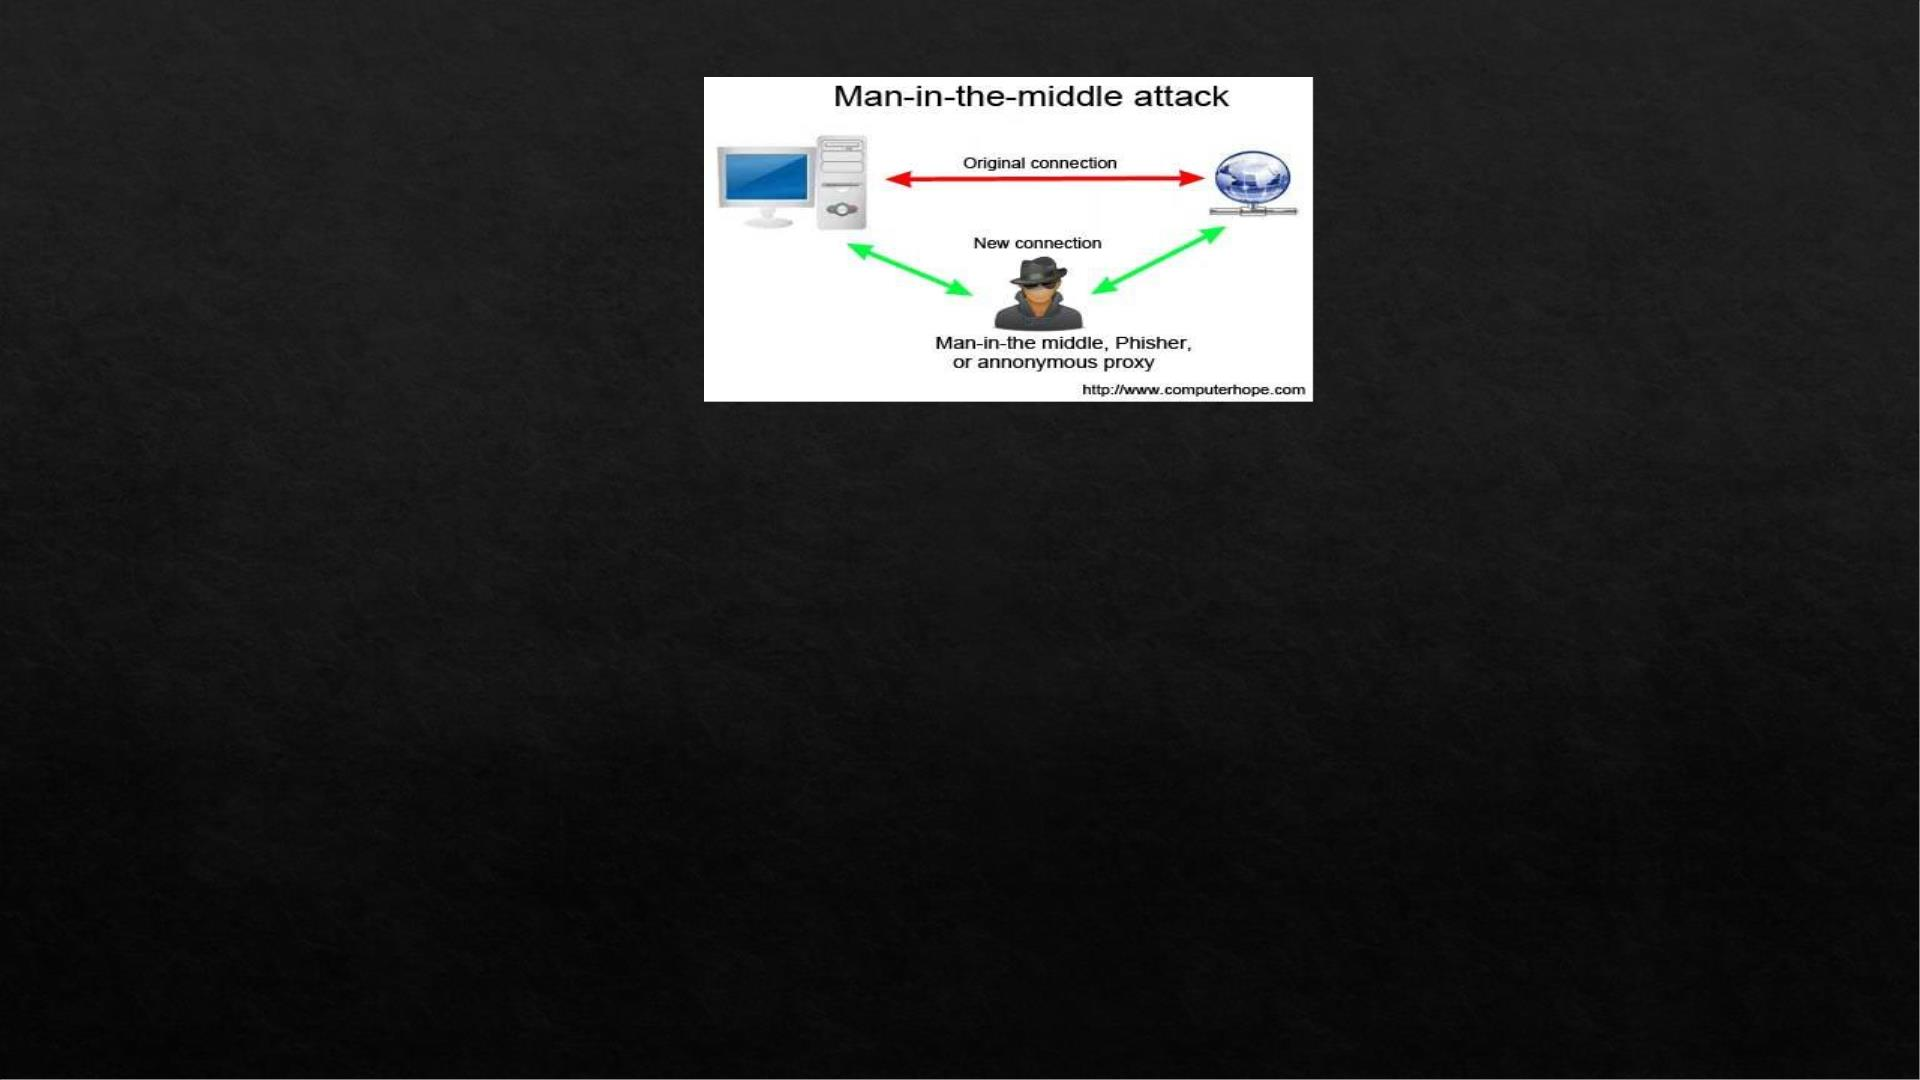 Man-in-the-middle attack
Original connection
New connection
Man-in-the middle, Phisher,
or annonymous proxy
http://www.computerhope.com